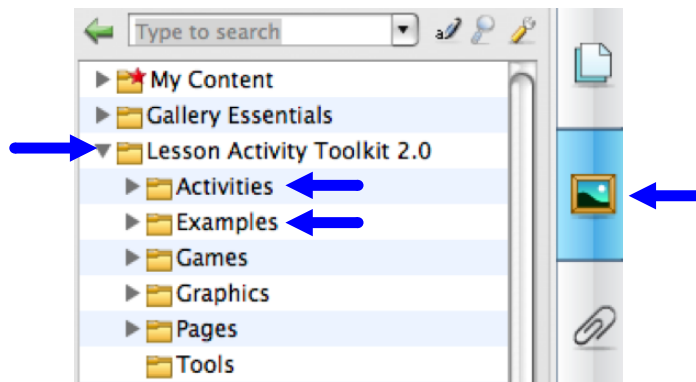 Type to search
My Content
Gallery Essentials
Lesson Activity Toolkit 2.0
Activities
Examples
Games
Graphics
Pages
Tools